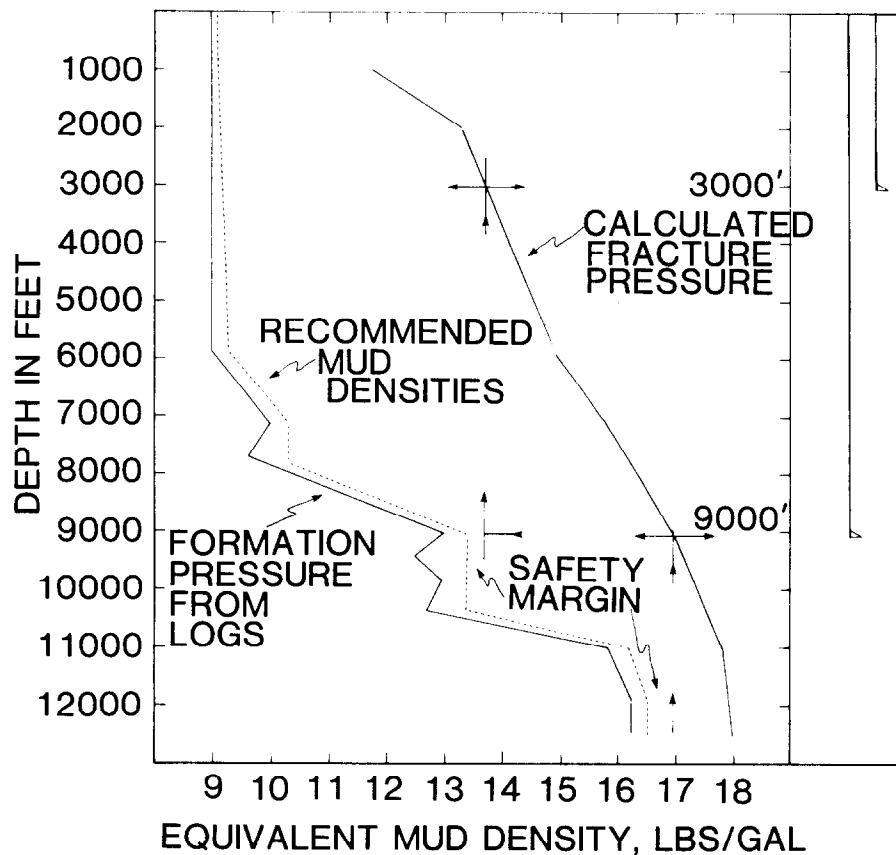 1000
2000
3000
4000
5000
6000
7000
8000
9000
10000
11000
12000
DEPTH IN FEET
3000'
CALCULATED
FRACTURE
PRESSURE
RECOMMENDED
MUD
DENSITIES
9000'
FORMATION
PRESSURE
FROM
LOGS
SAFETY
MARGIN
9 10 11 12 13 14 15 16 17 18
EQUIVALENT MUD DENSITY, LBS/GAL